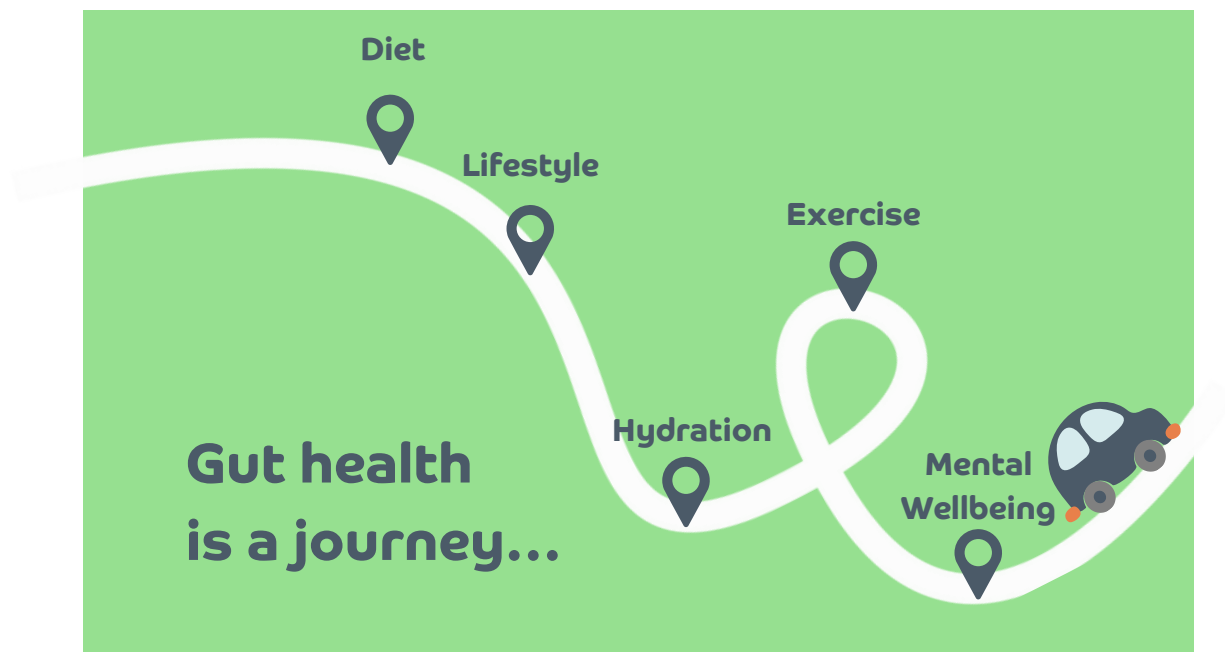 Diet
Lifestyle
Exercise
Hydration
Mental
Wellbeing
Gut health
is a journey...